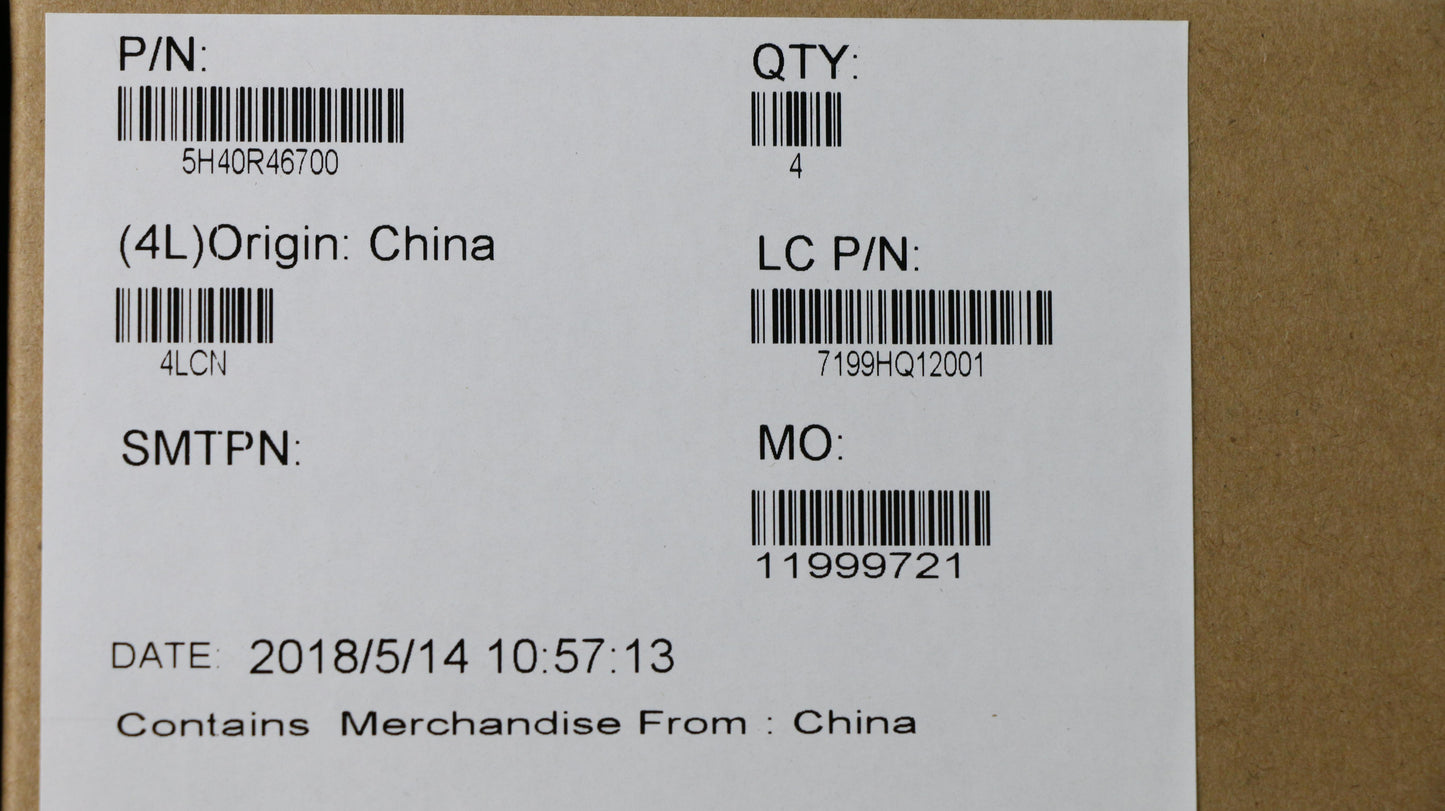 P/N:
5H40R46700
QTY:
4
(4L)Origin: China
4LCN
LC P/N:
7199HQ12001
SMTPN:
MO:
11999721
DATE: 2018/5/14 10:57:13
Contains Merchandise From : China